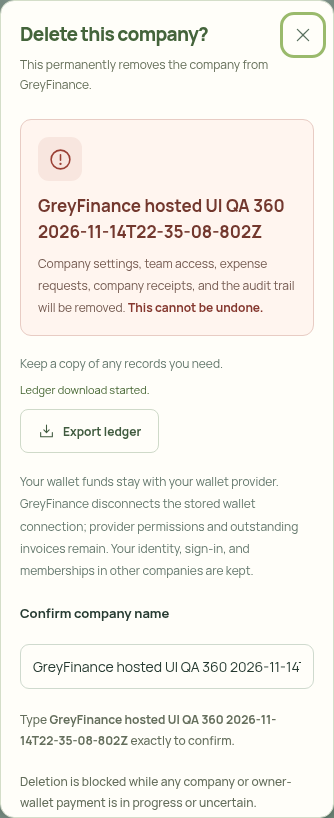 Delete this company?
This permanently removes the company from
GreyFinance.
GreyFinance hosted UI QA 360
2026-11-14T22-35-08-802Z
Company settings, team access, expense
requests, company receipts, and the audit trail
will be removed. This cannot be undone.
Keep a copy of any records you need.
Ledger download started.
Export ledger
Your wallet funds stay with your wallet provider.
GreyFinance disconnects the stored wallet
connection; provider permissions and outstanding
invoices remain. Your identity, sign-in, and
memberships in other companies are kept.
Confirm company name
GreyFinance hosted UI QA 360 2026-11-14T
Type GreyFinance hosted UI QA 360 2026-11-
14T22-35-08-802Z exactly to confirm.
Deletion is blocked while any company or owner-
wallet payment is in progress or uncertain.